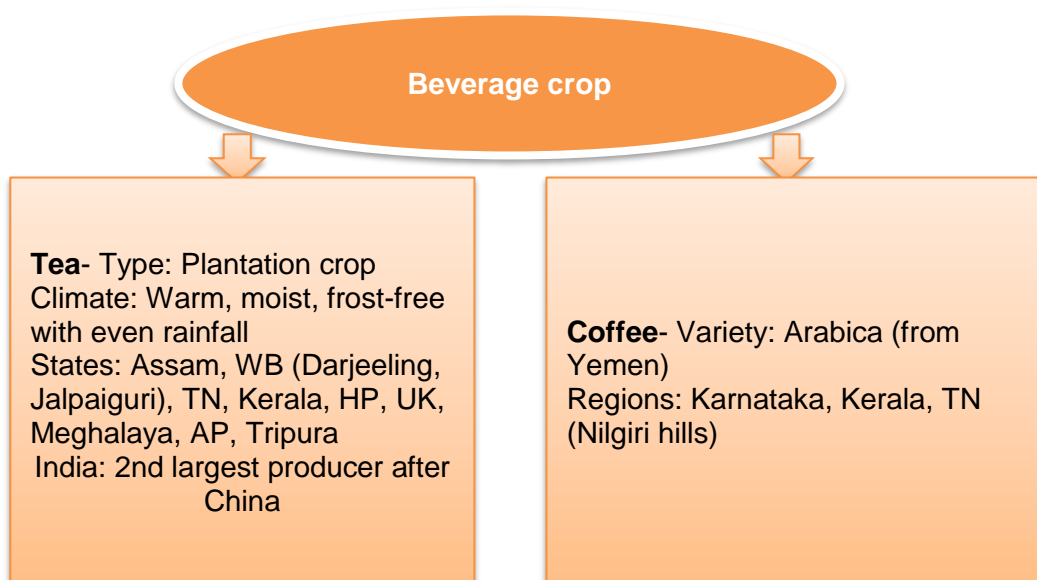 Beverage crop
Tea- Type: Plantation crop
Climate: Warm, moist, frost-free
with even rainfall
States: Assam, WB (Darjeeling,
Jalpaiguri), TN, Kerala, HP, UK,
Meghalaya, AP, Tripura
India: 2nd largest producer after
China
Coffee- Variety: Arabica (from
Yemen)
Regions: Karnataka, Kerala, TN
(Nilgiri hills)